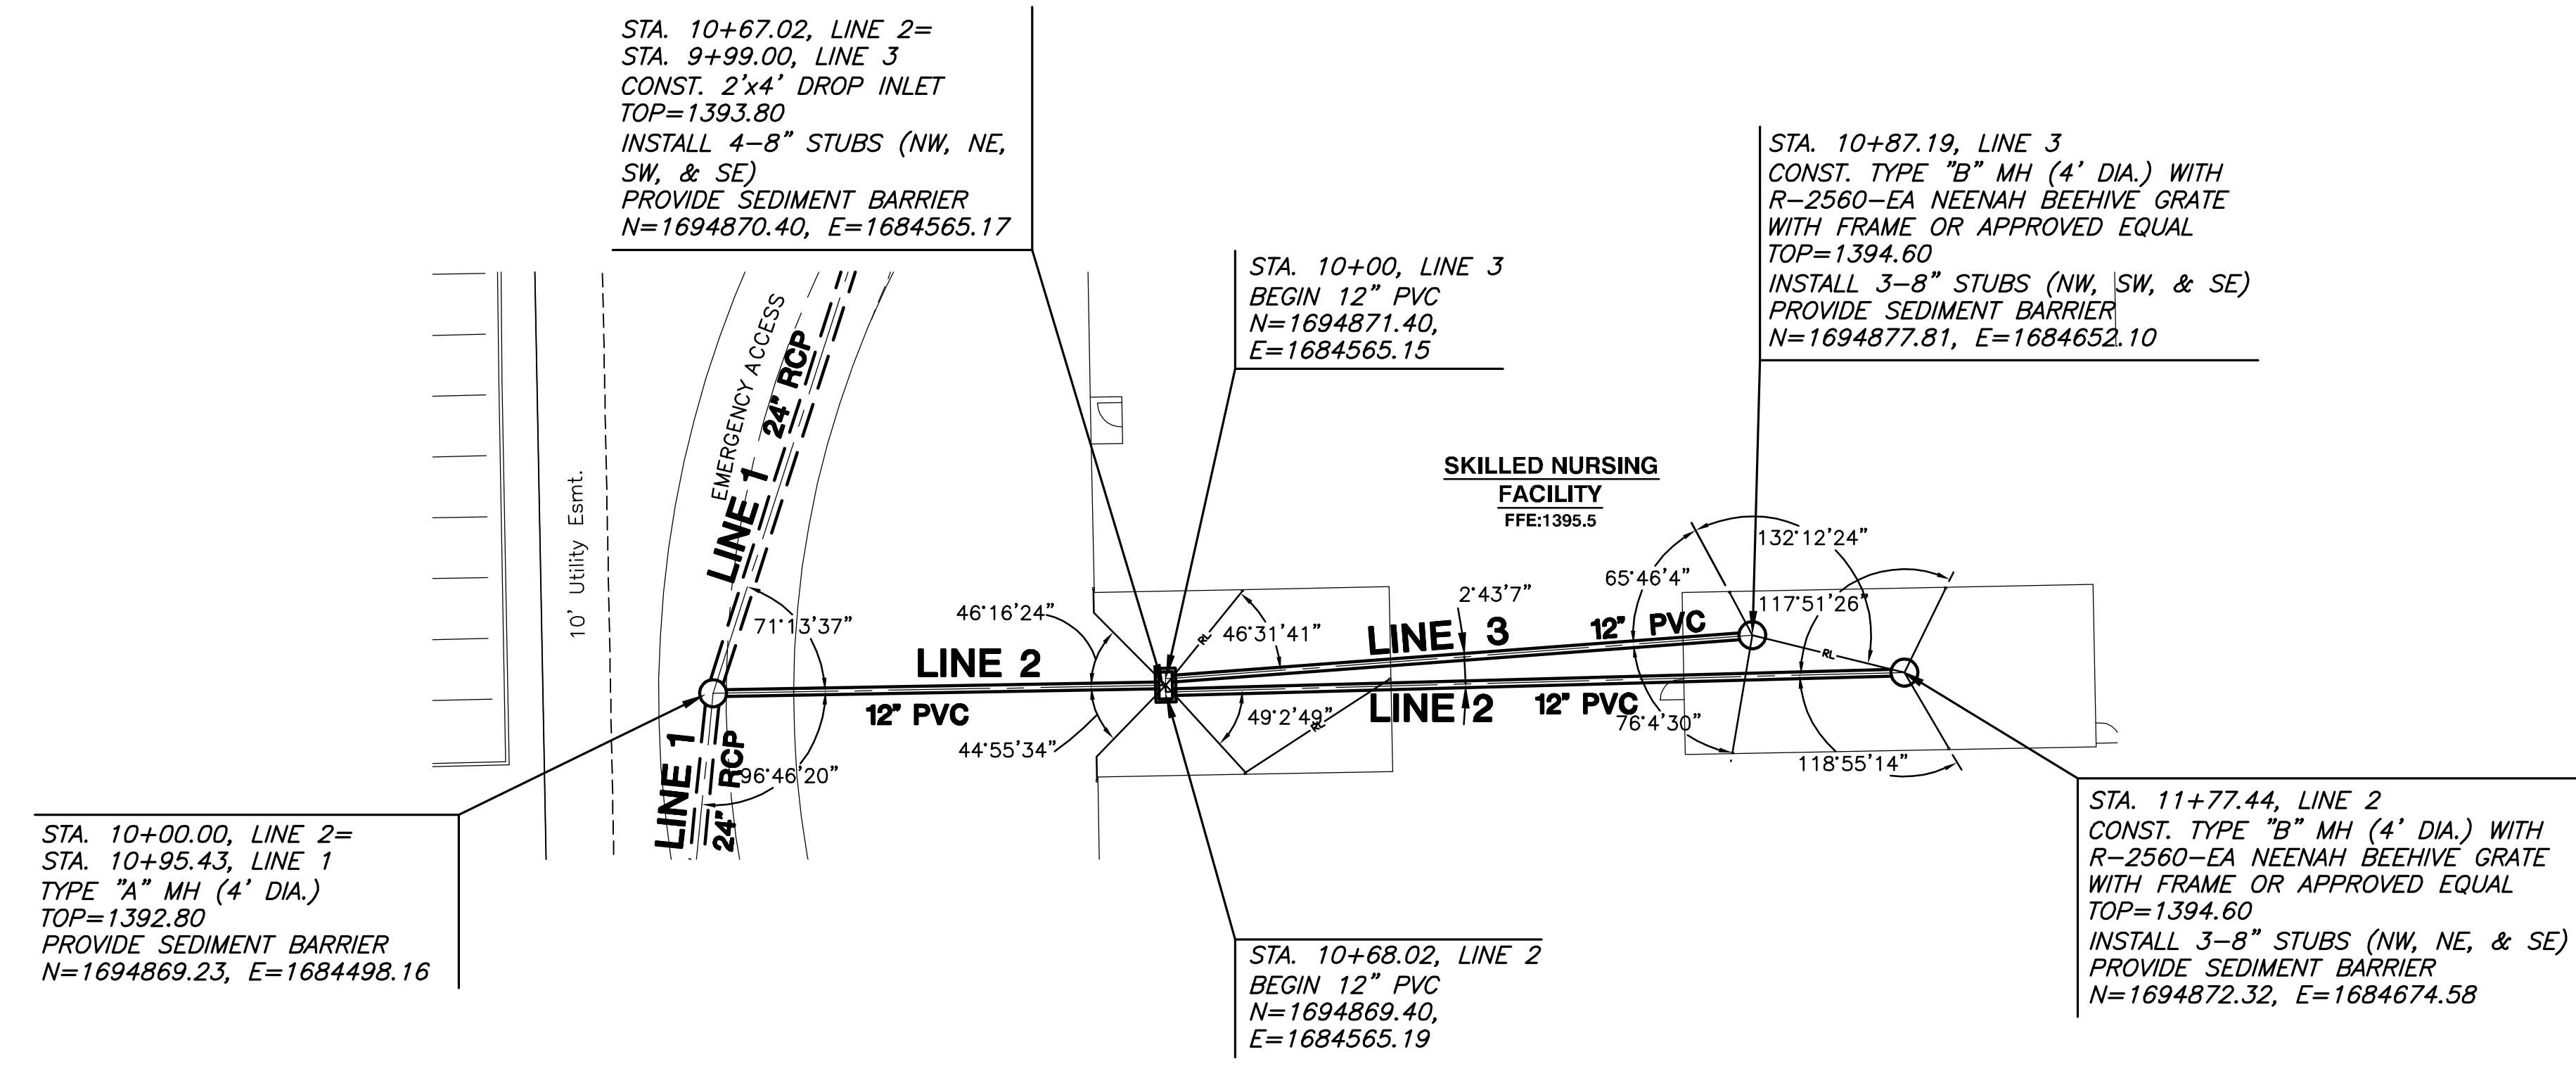 STA. 10+67.02, LINE 2=
STA. 9+99.00, LINE 3
CONST. 2'x4' DROP INLET
TOP=1393.80
INSTALL 4-8" STUBS (NW, NE,
SW, & SE)
PROVIDE SEDIMENT BARRIER
N=1694870.40, E=1684565.17
STA. 10+87.19, LINE 3
CONST. TYPE "B" MH (4' DIA.) WITH
R-2560-EA NEENAH BEEHIVE GRATE
WITH FRAME OR APPROVED EQUAL
TOP=1394.60
INSTALL 3-8" STUBS (NW, SW, & SE)
PROVIDE SEDIMENT BARRIER
N=1694877.81, E=1684652.10
STA. 10+00, LINE 3
BEGIN 12" PVC
N=1694871.40,
E=1684565.15
EMERGENCY ACCESS
LINE 1
24" RCP
10' Utility Esmt.
SKILLED NURSING
FACILITY
FFE:1395.5
71°13'37"
96°46'20"
LINE 2
12" PVC
46°16'24"
44°55'34"
RL
46°31'41"
49°2'49"
RL
LINE 3
12" PVC
2°43'7"
LINE 2
12" PVC
65°46'4"
132°12'24"
117°51'26"
RL
76°4'30"
118°55'14"
LINE 1
24" RCP
STA. 10+00.00, LINE 2=
STA. 10+95.43, LINE 1
TYPE "A" MH (4' DIA.)
TOP=1392.80
PROVIDE SEDIMENT BARRIER
N=1694869.23, E=1684498.16
STA. 10+68.02, LINE 2
BEGIN 12" PVC
N=1694869.40,
E=1684565.19
STA. 11+77.44, LINE 2
CONST. TYPE "B" MH (4' DIA.) WITH
R-2560-EA NEENAH BEEHIVE GRATE
WITH FRAME OR APPROVED EQUAL
TOP=1394.60
INSTALL 3-8" STUBS (NW, NE, & SE)
PROVIDE SEDIMENT BARRIER
N=1694872.32, E=1684674.58